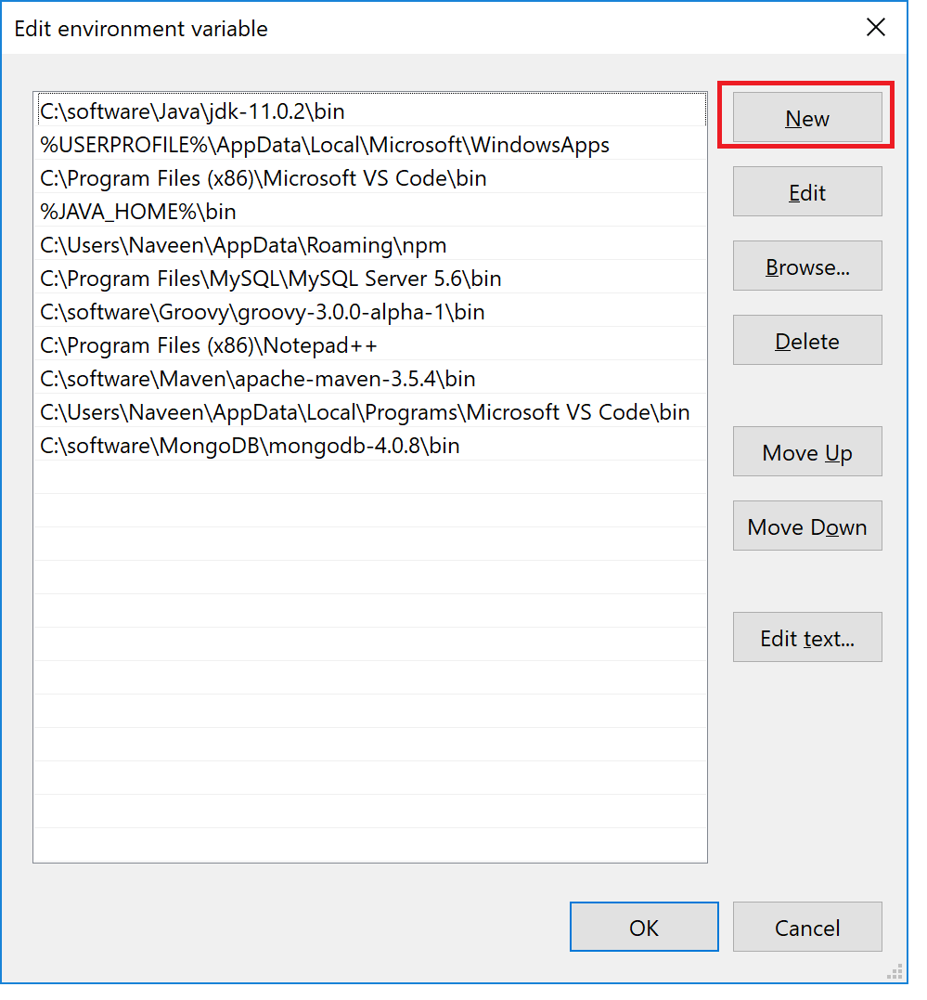 Edit environment variable
C:\software\Java\jdk-11.0.2\bin
%USERPROFILE%\AppData\Local\Microsoft\WindowsApps
C:\Program Files (x86)\Microsoft VS Code\bin
%JAVA_HOME%\bin
C:\Users\Naveen\AppData\Roaming\npm
C:\Program Files\MySQL\MySQL Server 5.6\bin
C:\software\Groovy\groovy-3.0.0-alpha-1\bin
C:\Program Files (x86)\Notepad++
C:\software\Maven\apache-maven-3.5.4\bin
C:\Users\Naveen\AppData\Local\Programs\Microsoft VS Code\bin
C:\software\MongoDB\mongodb-4.0.8\bin
New
Edit
Browse...
Delete
Move Up
Move Down
Edit text...
OK
Cancel